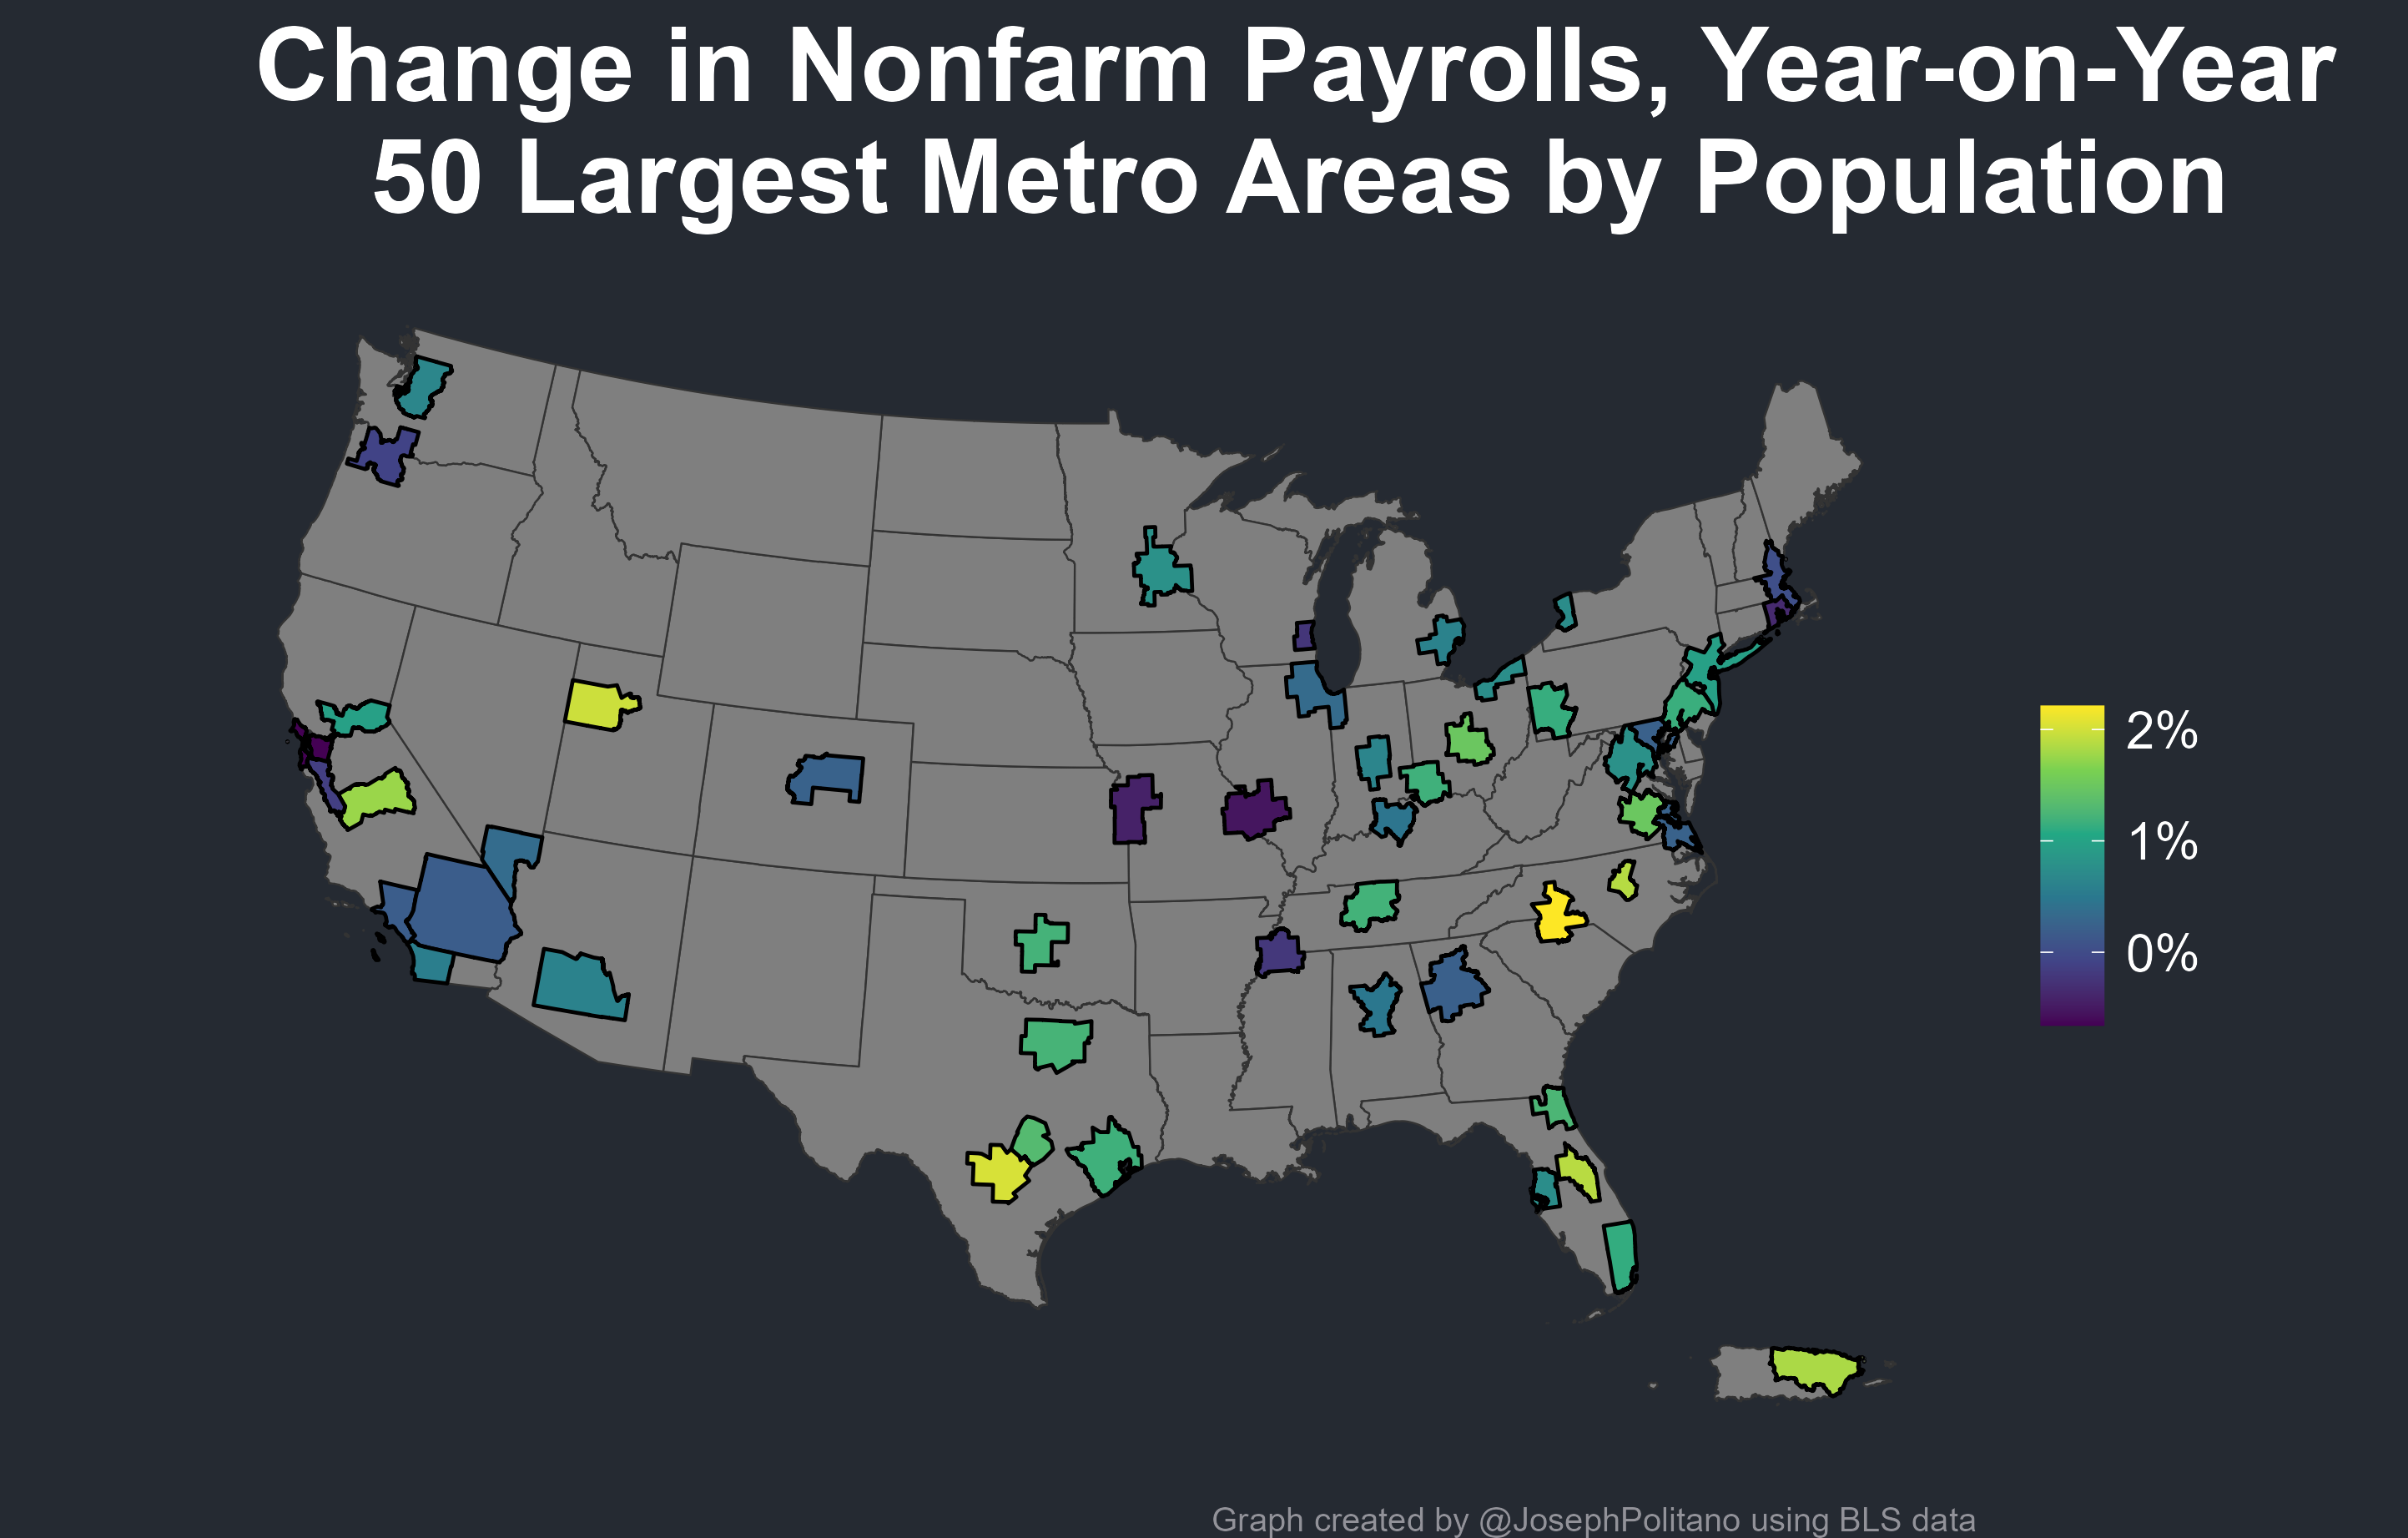 Change in Nonfarm Payrolls, Year-on-Year
50 Largest Metro Areas by Population
2%
1%
0%
Graph created by @JosephPolitano using BLS data